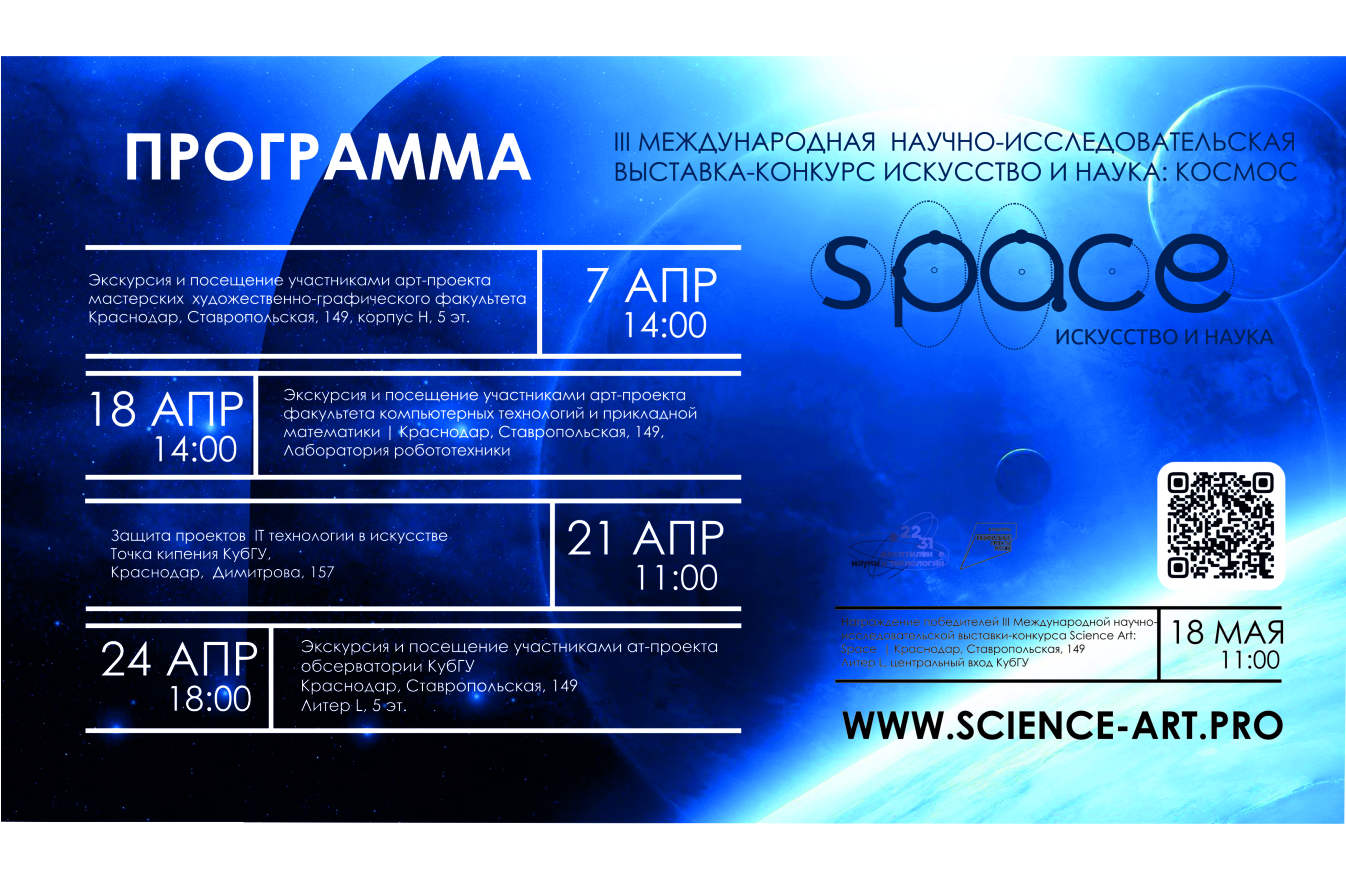 ПРОГРАММА
III МЕЖДУНАРОДНАЯ НАУЧНО-ИССЛЕДОВАТЕЛЬСКАЯ
ВЫСТАВКА-КОНКУРС ИСКУССТВО И НАУКА: КОСМОС
space
ИСКУССТВО И НАУКА
Экскурсия и посещение участниками арт-проекта
мастерских художественно-графического факультета
Краснодар, Ставропольская, 149, корпус Н, 5 эт.
7 АПР
14:00
18 АПР
14:00
Экскурсия и посещение участниками арт-проекта
факультета компьютерных технологий и прикладной
математики | Краснодар, Ставропольская, 149,
Лаборатория робототехники
Защита проектов IT технологии в искусстве
Точка кипения КубГУ,
Краснодар, Димитрова, 157
21 АПР
11:00
24 АПР
18:00
Экскурсия и посещение участниками ат-проекта
обсерватории КубГУ
Краснодар, Ставропольская, 149
Литер L, 5 эт.
22
31
науки
технологий
Награждение победителей III Международной научно-
исследовательской выставки-конкурса Science Art:
Space | Краснодар, Ставропольская, 149
Литер L, центральный вход КубГУ
18 МАЯ
11:00
WWW.SCIENCE-ART.PRO